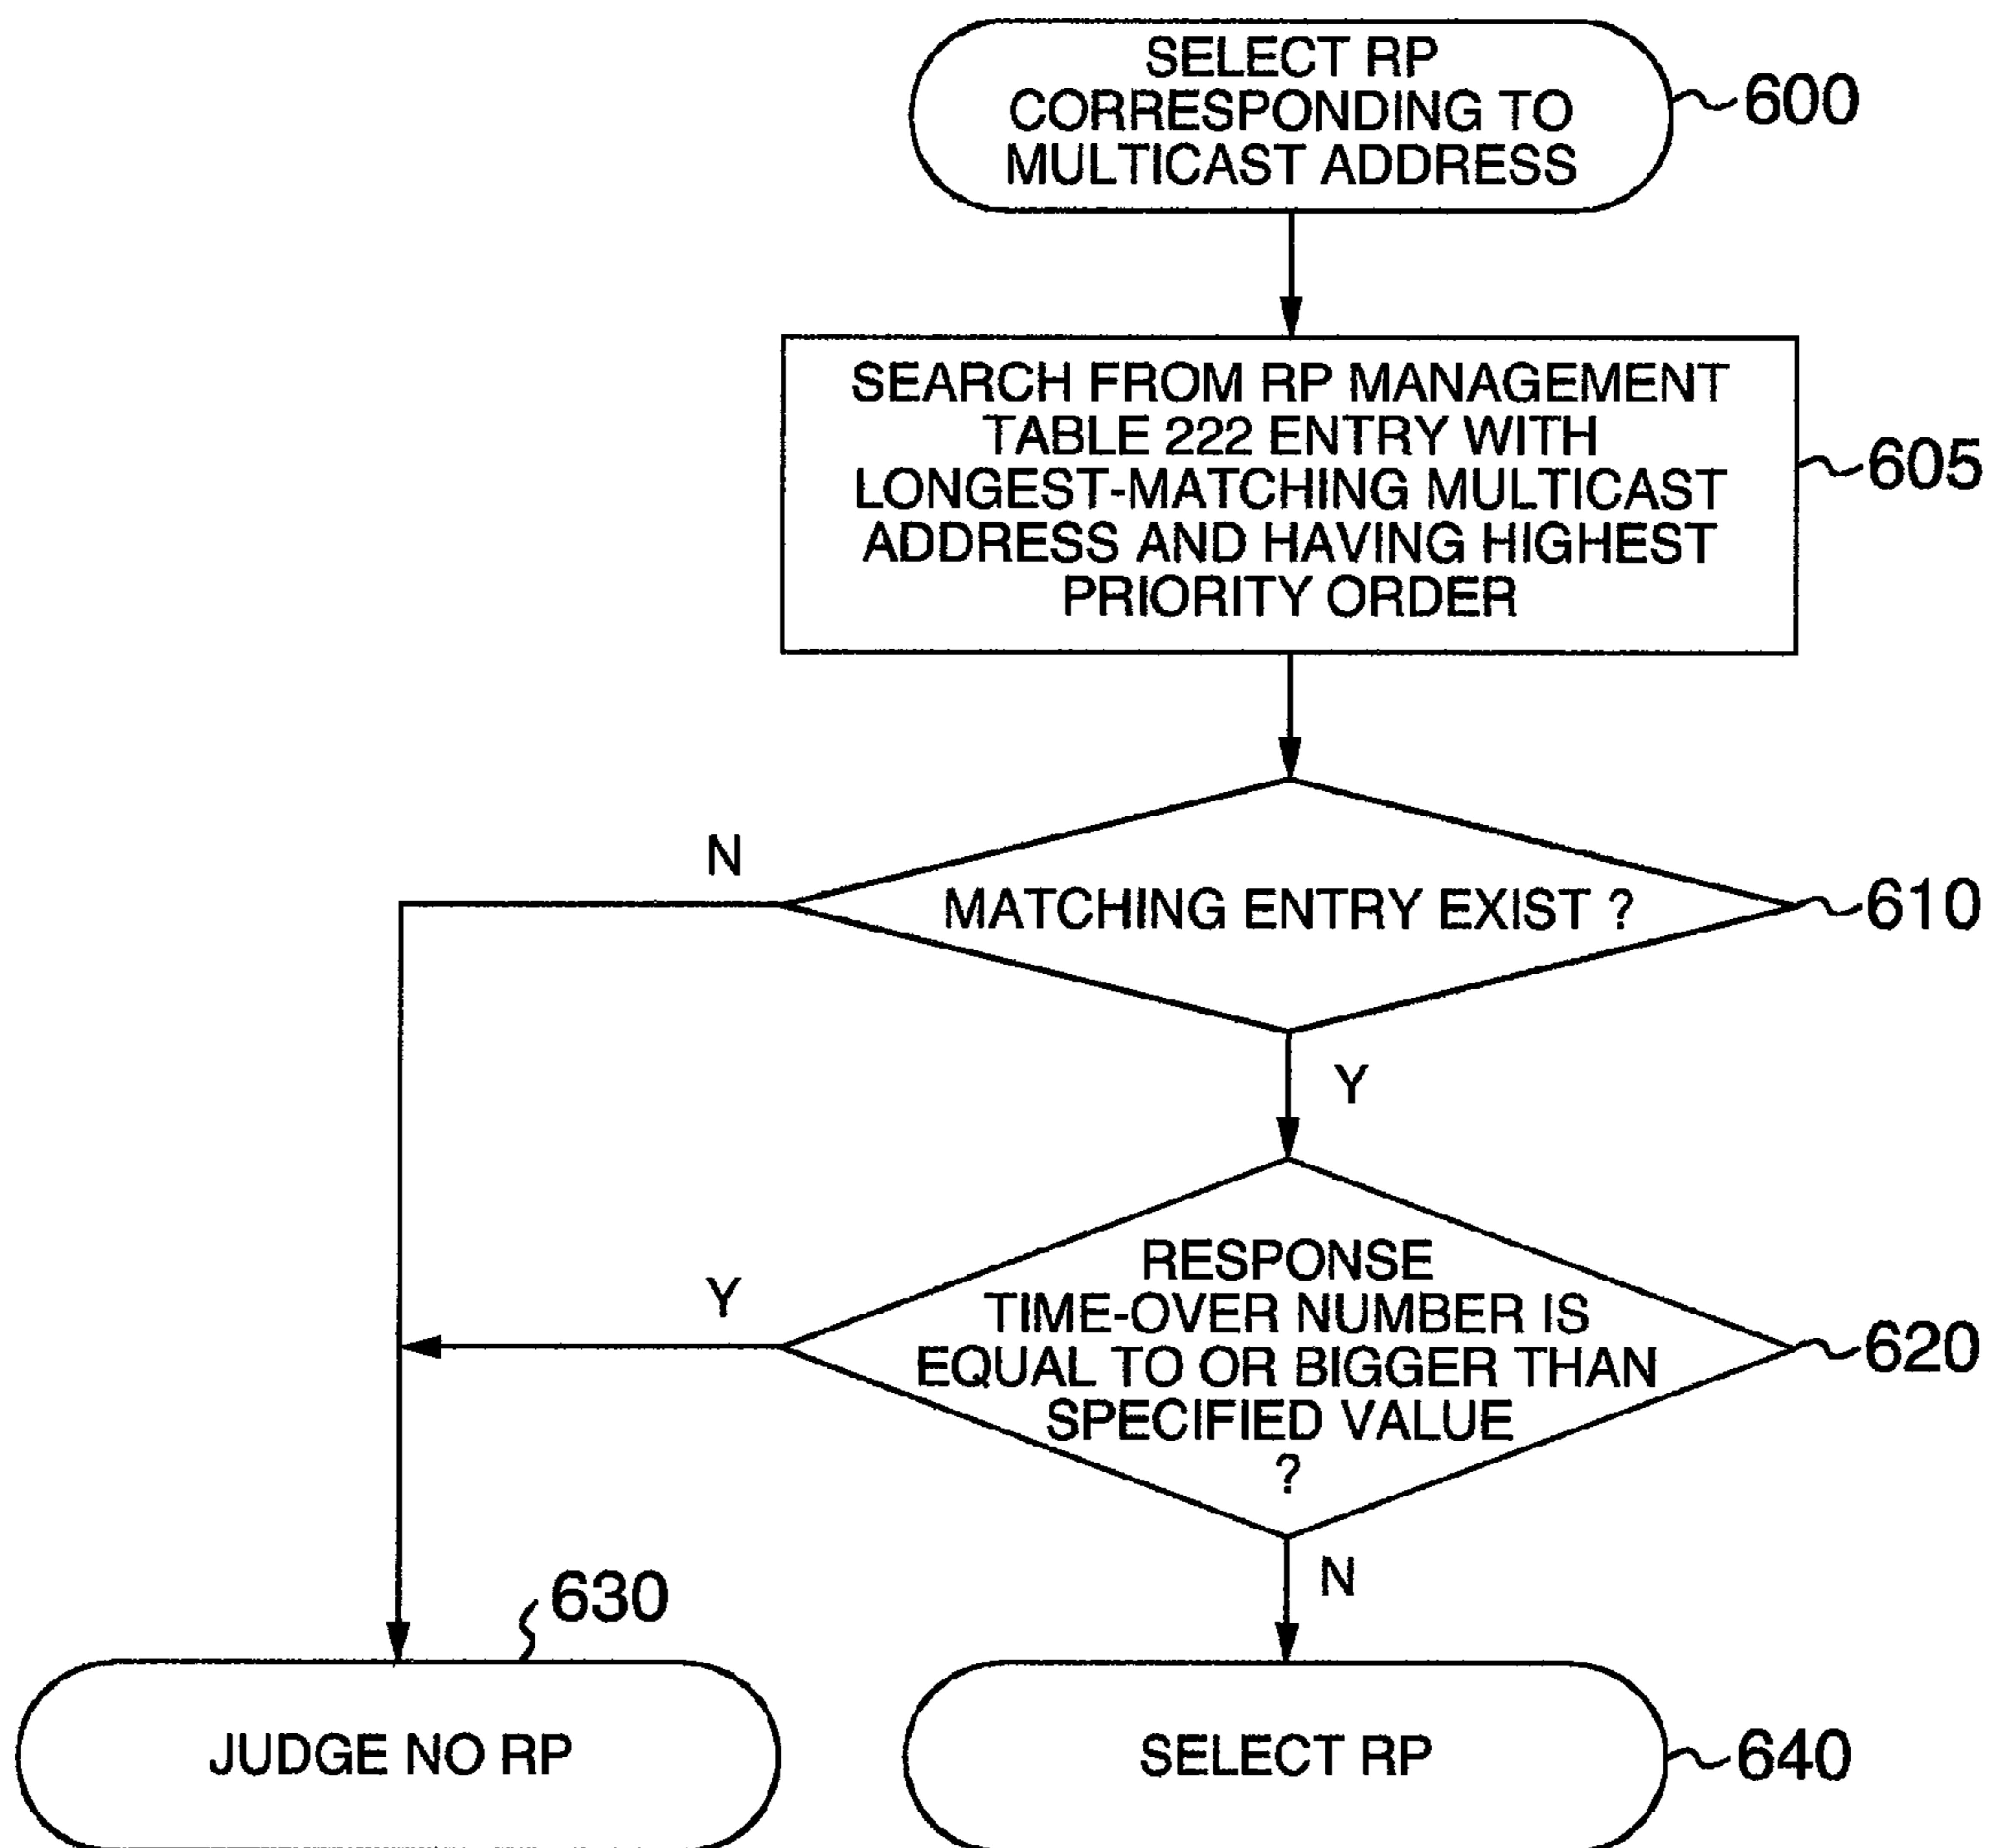 SELECT RP
CORRESPONDING TO
MULTICAST ADDRESS
600
SEARCH FROM RP MANAGEMENT
TABLE 222 ENTRY WITH
LONGEST-MATCHING MULTICAST
ADDRESS AND HAVING HIGHEST
PRIORITY ORDER
605
N
MATCHING ENTRY EXIST ?
610
Y
Y
RESPONSE
TIME-OVER NUMBER IS
EQUAL TO OR BIGGER THAN
SPECIFIED VALUE
?
620
N
630
JUDGE NO RP
SELECT RP
640